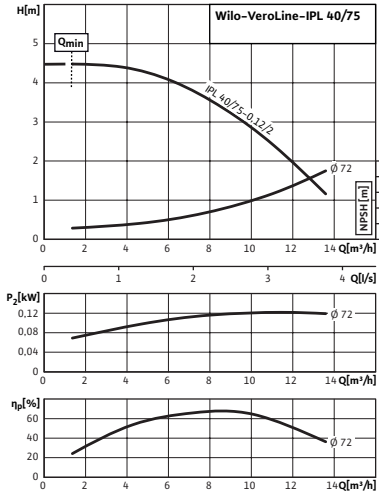 H[m]
Wilo-VeroLine-IPL 40/75
Qmin
IPL 40/75-0,12/2
Ø 72
NPSH [m]
5
4
3
2
1
0
0 2 4 6 8 10 12 14 Q[m³/h]
0 1 2 3 4 Q[l/s]
P2[kW]
0,12
0,08
0,04
0
Ø 72
0 2 4 6 8 10 12 14 Q[m³/h]
ηp[%]
60
40
20
0
Ø 72
0 2 4 6 8 10 12 14 Q[m³/h]